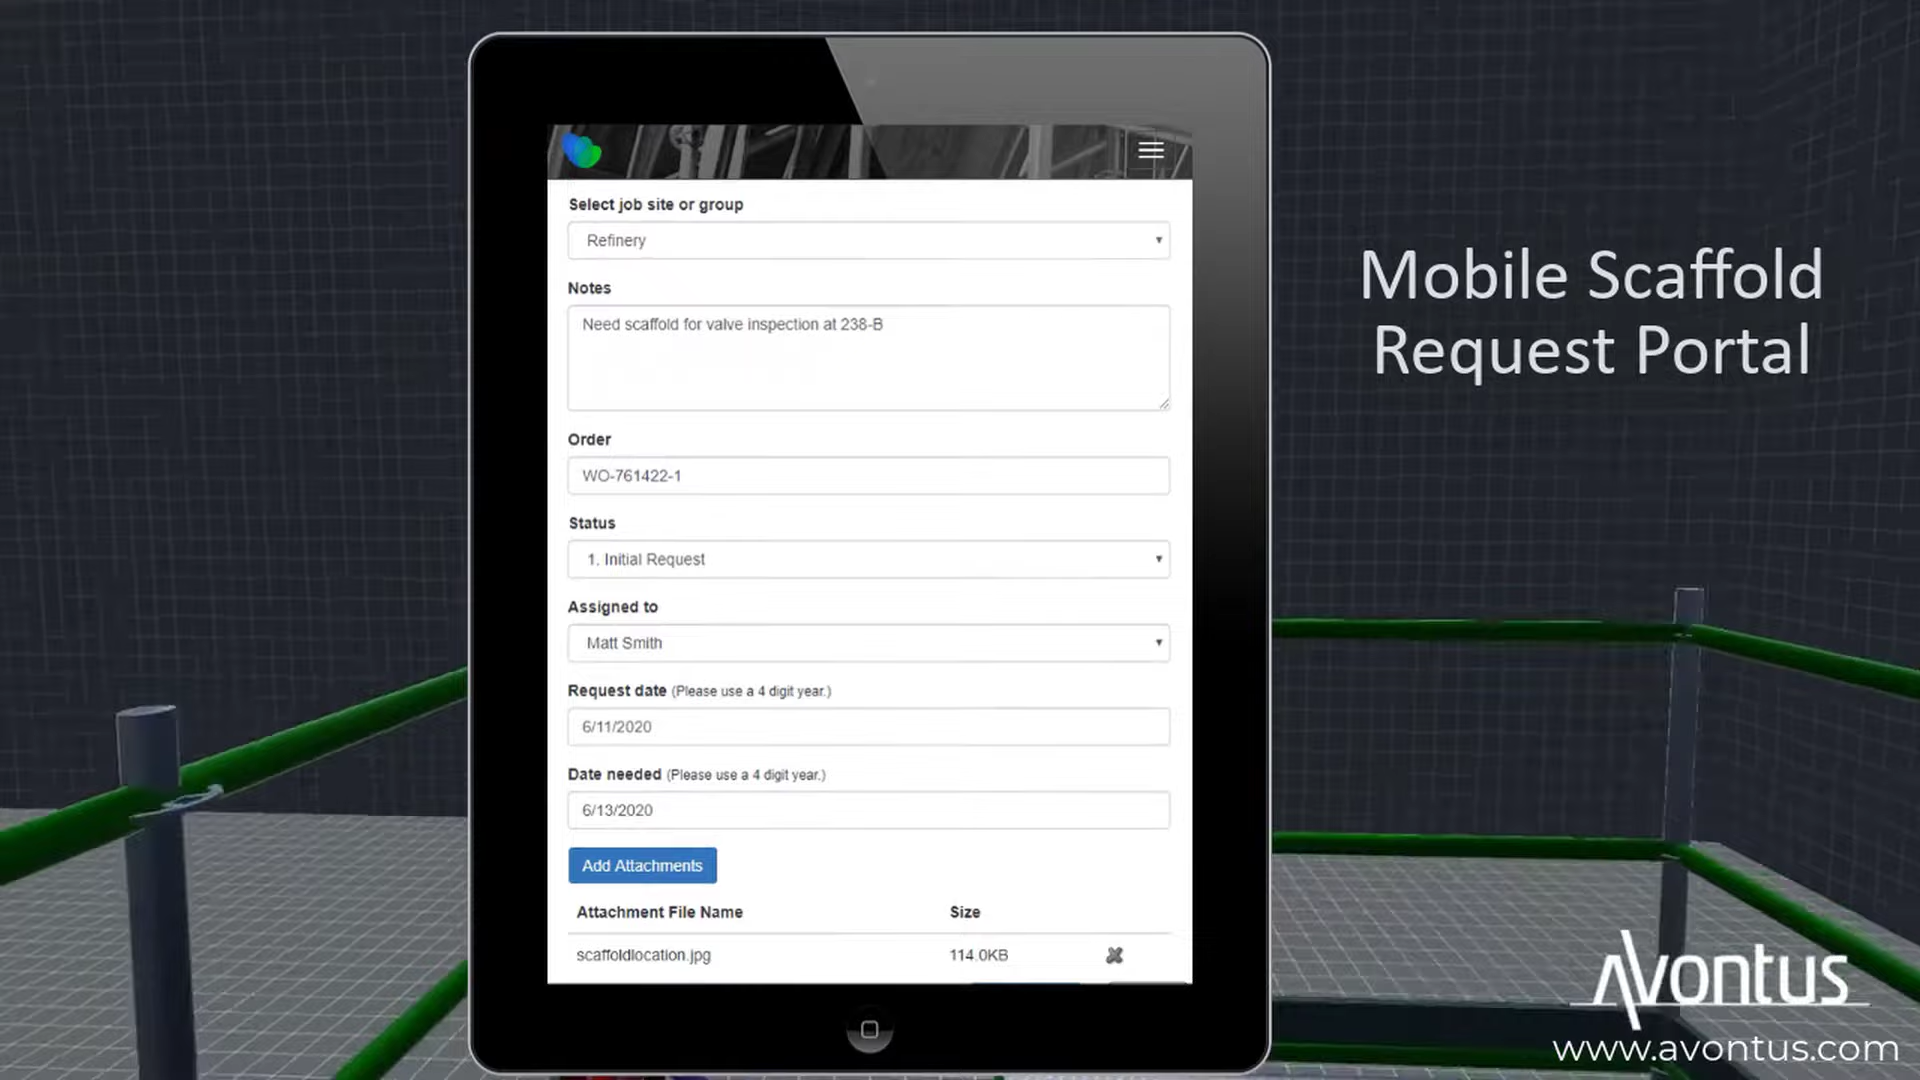 Select job site or group
Refinery
Notes
Need scaffold for valve inspection at 238-B
Order
WO-761422-1
Status
1. Initial Request
Assigned to
Matt Smith
Request date (Please use a 4 digit year.)
6/11/2020
Date needed (Please use a 4 digit year.)
6/13/2020
Add Attachments
Attachment File Name Size
scaffoldlocation.jpg 114.0KB
Mobile Scaffold
Request Portal
Avontus
www.avontus.com